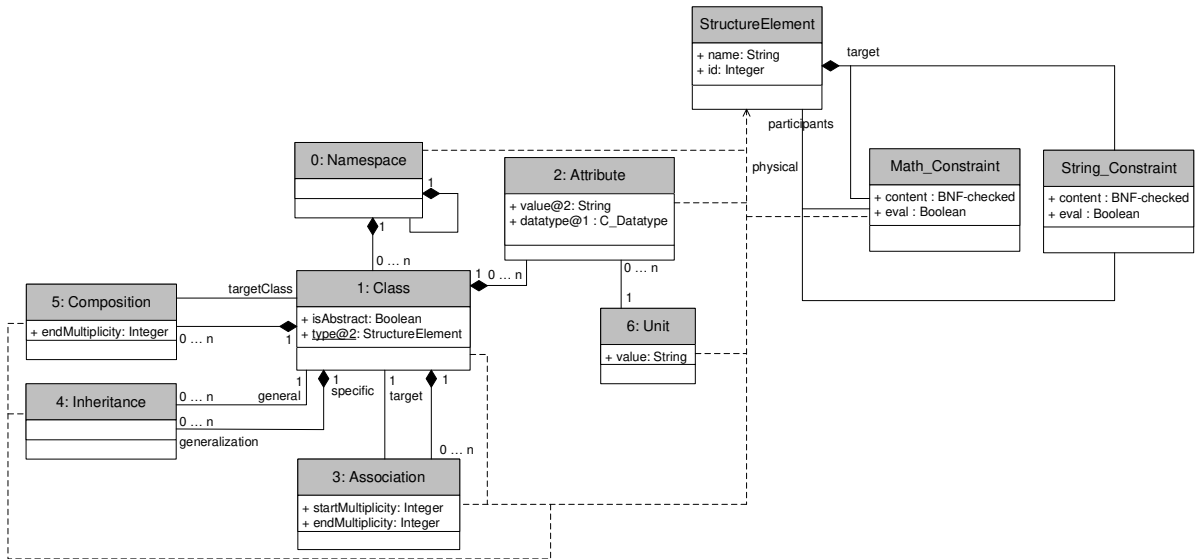 StructureElement
+ name: String
+ id: Integer
target
participants
physical
0: Namespace
1
1
0 ... n
2: Attribute
+ value@2: String
+ datatype@1 : C_Datatype
Math_Constraint
+ content : BNF-checked
+ eval : Boolean
String_Constraint
+ content : BNF-checked
+ eval : Boolean
1
0 ... n
0 ... n
1
5: Composition
+ endMultiplicity: Integer
targetClass
0 ... n
1
1: Class
+ isAbstract: Boolean
+ type@2: StructureElement
6: Unit
+ value: String
4: Inheritance
0 ... n
general
1
0 ... n
generalization
1
specific
1
target
1
0 ... n
3: Association
+ startMultiplicity: Integer
+ endMultiplicity: Integer